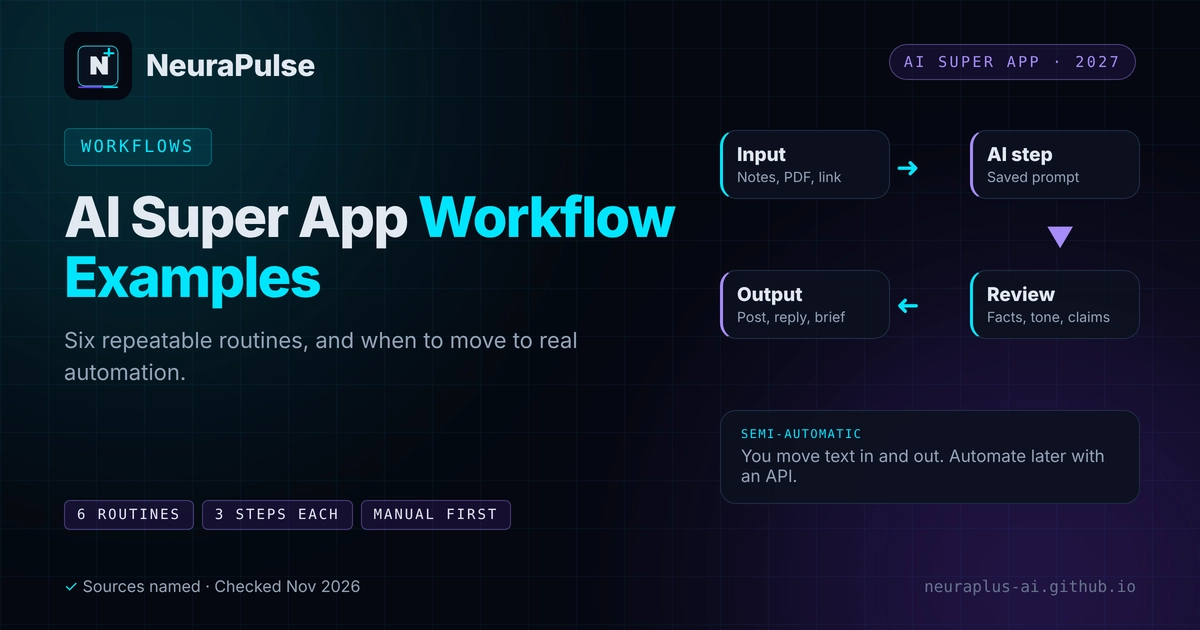 N
NeuraPulse
AI SUPER APP · 2027
WORKFLOWS
AI Super App Workflow
Examples
Six repeatable routines, and when to move to real
automation.
6 ROUTINES
3 STEPS EACH
MANUAL FIRST
✓ Sources named · Checked Nov 2026
Input
Notes, PDF, link
AI step
Saved prompt
Review
Facts, tone, claims
Output
Post, reply, brief
SEMI-AUTOMATIC
You move text in and out. Automate later with
an API.
neuraplus-ai.github.io